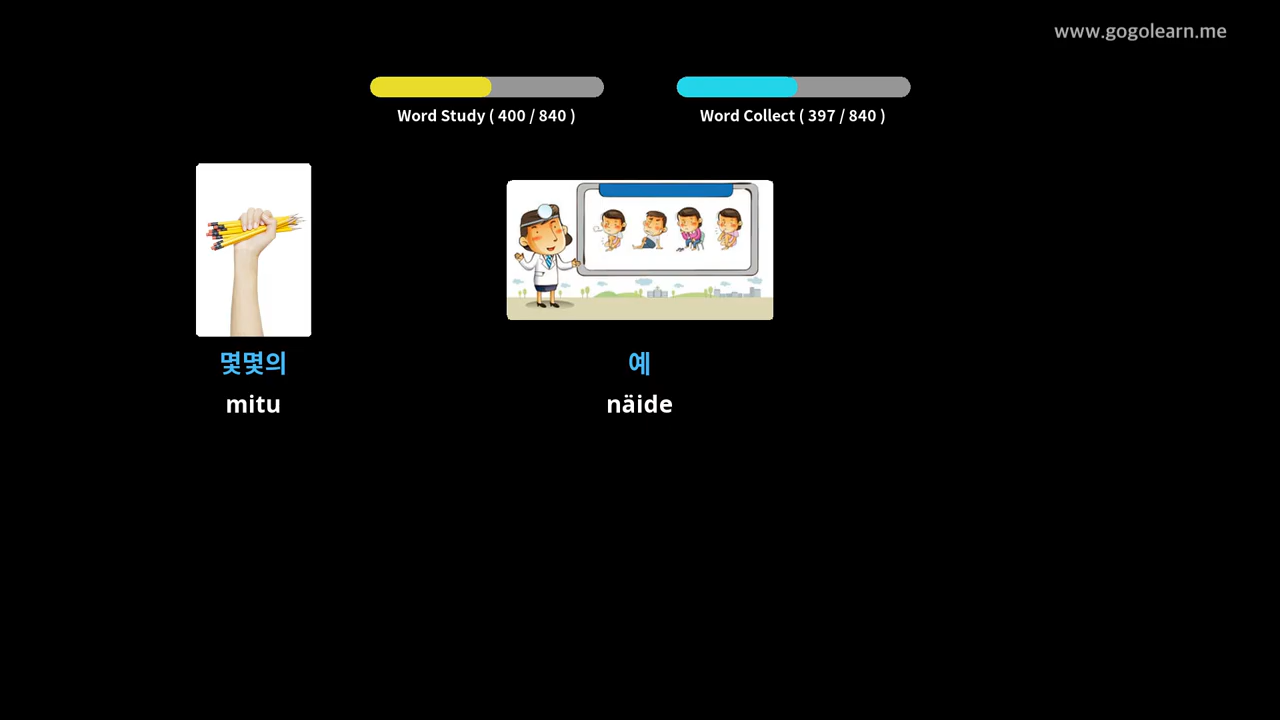 www.gogolearn.me
Word Study ( 400 / 840 )
Word Collect ( 397 / 840 )
몇몇의
mitu
예
näide